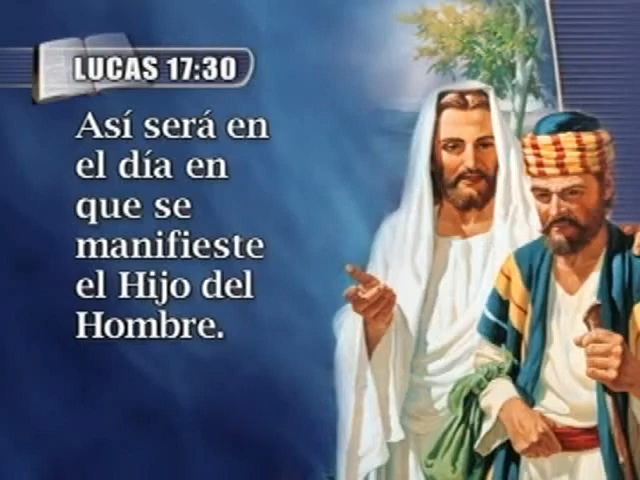 LUCAS 17:30
Así será en
el día en
que se
manifieste
el Hijo del
Hombre.